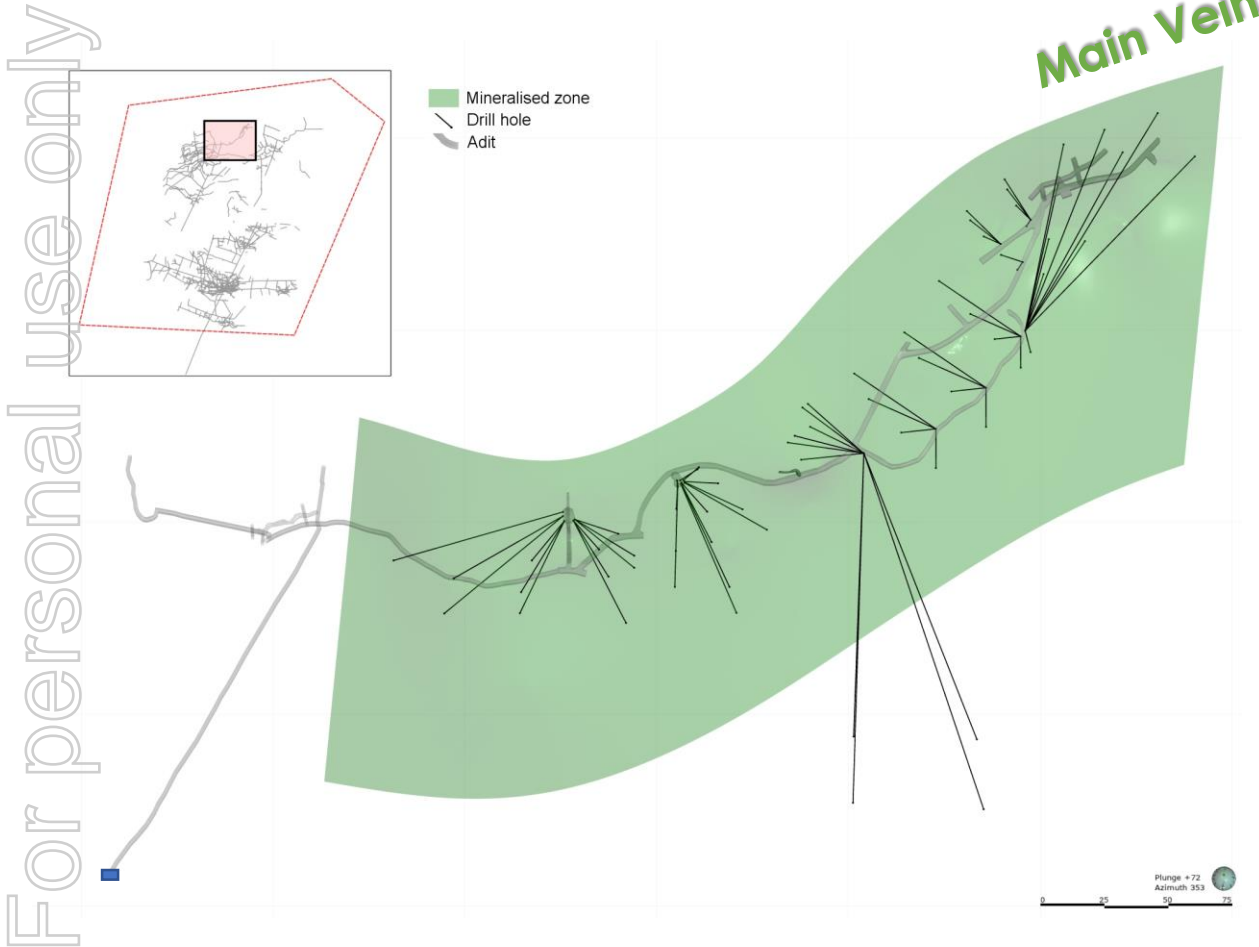 For personal use only
Main Vein
Mineralised zone
Drill hole
Adit
Plunge +72
Azimuth 353
0 25 50 75